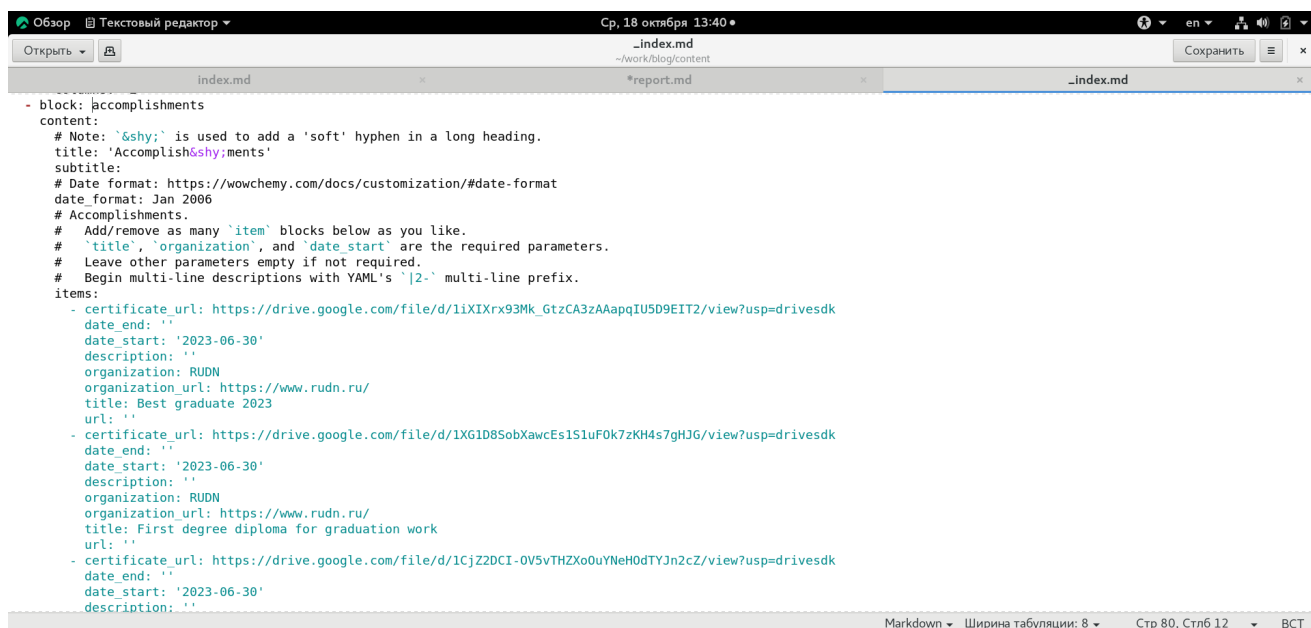 Обзор Текстовый редактор Ср, 18 октября 13:40 en
Открыть _index.md Сохранить
~/work/blog/content
index.md *report.md _index.md
- block: accomplishments
content:
# Note: `&shy;` is used to add a 'soft' hyphen in a long heading.
title: 'Accomplish&shy;ments'
subtitle:
# Date format: https://wowchemy.com/docs/customization/#date-format
date_format: Jan 2006
# Accomplishments.
#   Add/remove as many `item` blocks below as you like.
#   `title`, `organization`, and `date_start` are the required parameters.
#   Leave other parameters empty if not required.
#   Begin multi-line descriptions with YAML's `|2-` multi-line prefix.
items:
- certificate_url: https://drive.google.com/file/d/1iXIXrx93Mk_GtzCA3zAAapqIU5D9EIT2/view?usp=drivesdk
date_end: ''
date_start: '2023-06-30'
description: ''
organization: RUDN
organization_url: https://www.rudn.ru/
title: Best graduate 2023
url: ''
- certificate_url: https://drive.google.com/file/d/1XG1D8SobXawcEs1S1uFOk7zKH4s7gHJG/view?usp=drivesdk
date_end: ''
date_start: '2023-06-30'
description: ''
organization: RUDN
organization_url: https://www.rudn.ru/
title: First degree diploma for graduation work
url: ''
- certificate_url: https://drive.google.com/file/d/1CjZ2DCI-OV5vTHZXoOuYNeHOdTYJn2cZ/view?usp=drivesdk
date_end: ''
date_start: '2023-06-30'
description: ''
Markdown Ширина табуляции: 8 Стр 80, Стлб 12 ВСТ